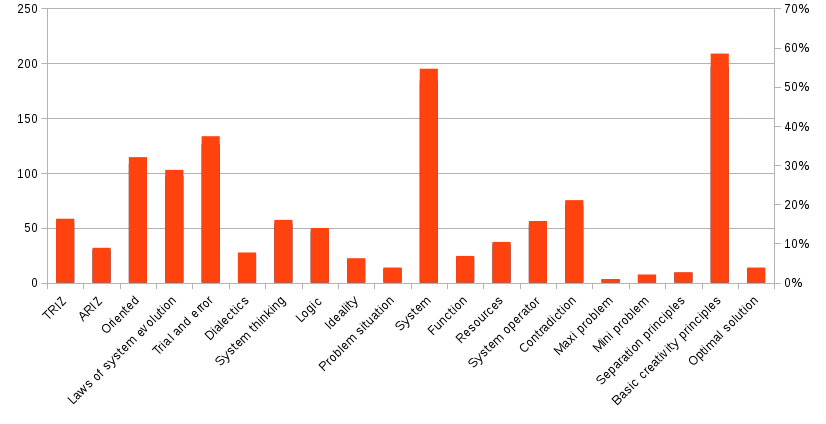 250
200
150
100
50
0
70%
60%
50%
40%
30%
20%
10%
0%
TRIZ
ARIZ
Oriented
Laws of system evolution
Trial and error
Dialectics
System thinking
Logic
Ideality
Problem situation
System
Function
Resources
System operator
Contradiction
Maxi problem
Mini problem
Separation principles
Basic creativity principles
Optimal solution